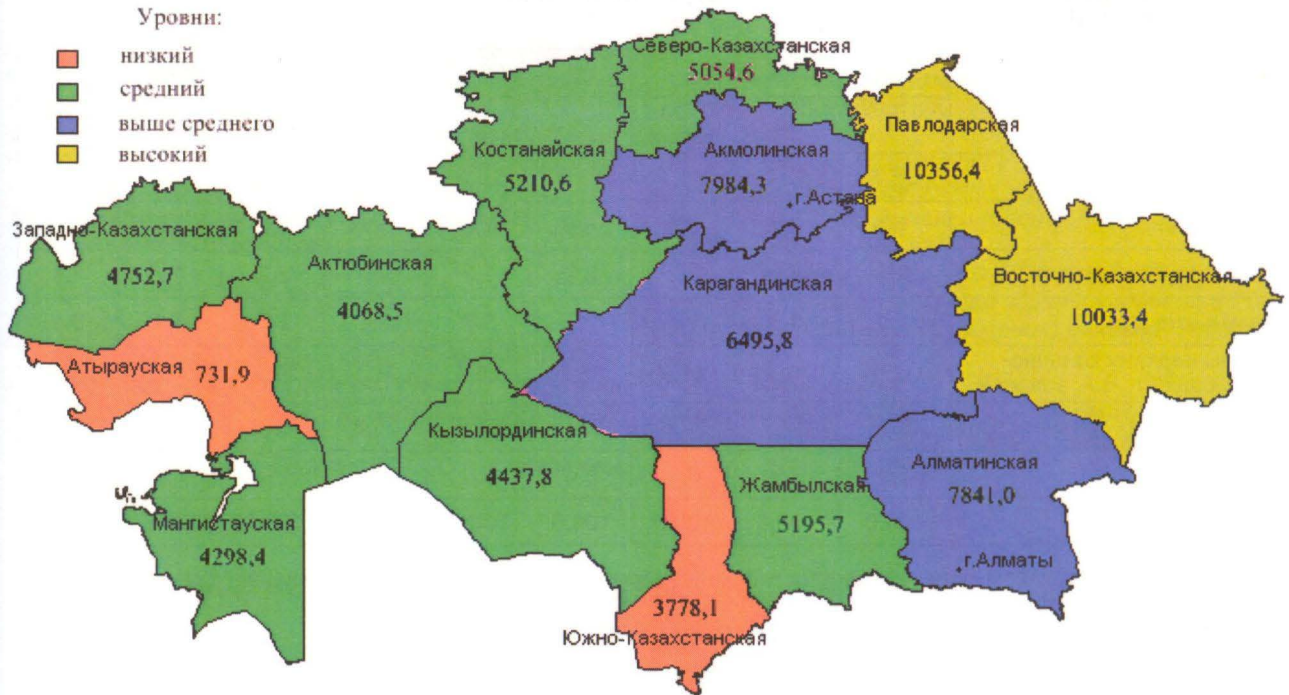 Уровни:
низкий
средний
выше среднего
высокий
Северо-Казахстанская
5054,6
Костанайская
5210,6
Акмолинская
7984,3
г.Астана
Павлодарская
10356,4
Западно-Казахстанская
4752,7
Актюбинская
4068,5
Карагандинская
6495,8
Восточно-Казахстанская
10033,4
Атырауская 731,9
Кызылординская
4437,8
Мангистауская
4298,4
Жамбылская
5195,7
Алматинская
7841,0
г.Алматы
3778,1
Южно-Казахстанская